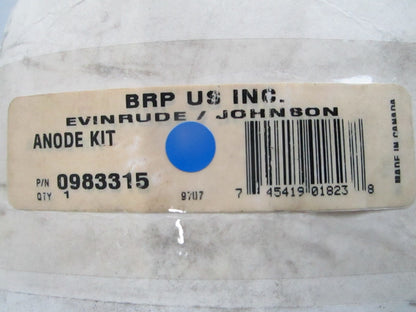 BRP US INC.
EVINRUDE / JOHNSON
ANODE KIT
P/N 0983315
QTY 1 9707
7 45419 01823 8
MADE IN CANADA